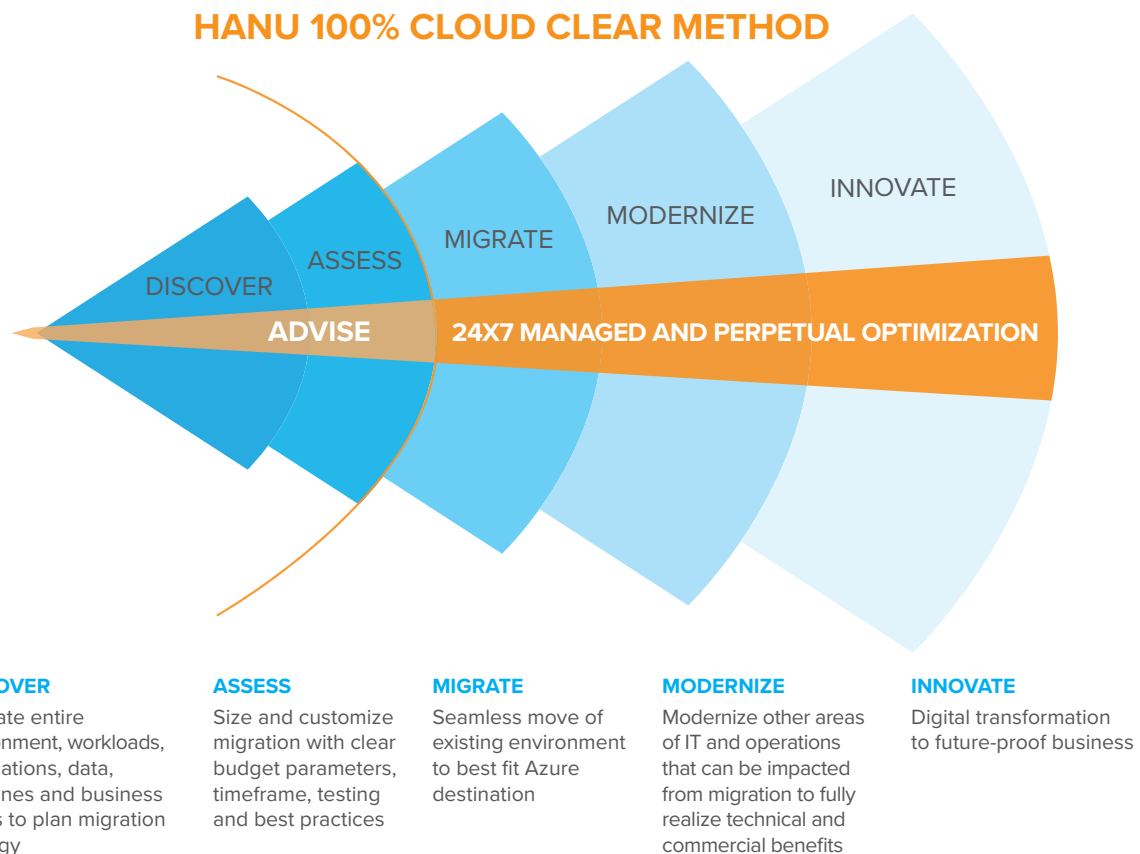 HANU 100% CLOUD CLEAR METHOD
INNOVATE
MODERNIZE
MIGRATE
ASSESS
DISCOVER
ADVISE
24X7 MANAGED AND PERPETUAL OPTIMIZATION
OVER
ate entire
onment, workloads,
cations, data,
nes and business
s to plan migration
gy
ASSESS
Size and customize
migration with clear
budget parameters,
timeframe, testing
and best practices
MIGRATE
Seamless move of
existing environment
to best fit Azure
destination
MODERNIZE
Modernize other areas
of IT and operations
that can be impacted
from migration to fully
realize technical and
commercial benefits
INNOVATE
Digital transformation
to future-proof business